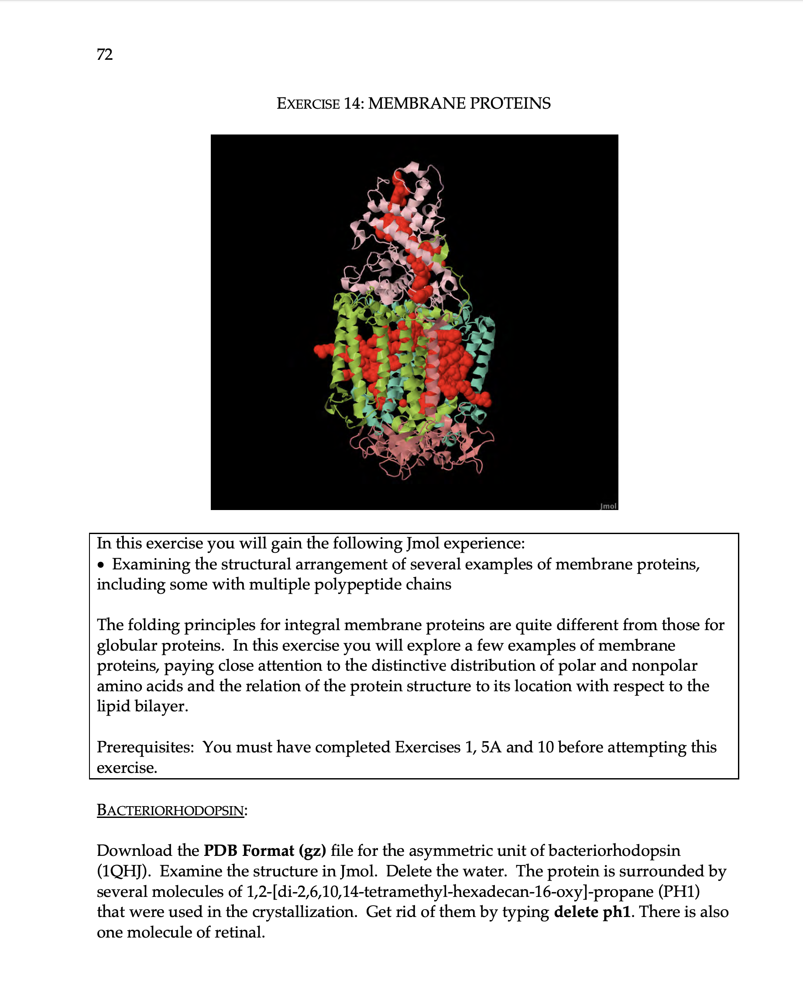 72
EXERCISE 14: MEMBRANE PROTEINS
Jmol
In this exercise you will gain the following Jmol experience:
• Examining the structural arrangement of several examples of membrane proteins,
including some with multiple polypeptide chains
The folding principles for integral membrane proteins are quite different from those for
globular proteins.  In this exercise you will explore a few examples of membrane
proteins, paying close attention to the distinctive distribution of polar and nonpolar
amino acids and the relation of the protein structure to its location with respect to the
lipid bilayer.
Prerequisites:  You must have completed Exercises 1, 5A and 10 before attempting this
exercise.
BACTERIORHODOPSIN:
Download the PDB Format (gz) file for the asymmetric unit of bacteriorhodopsin
(1QHJ).  Examine the structure in Jmol.  Delete the water.  The protein is surrounded by
several molecules of 1,2-[di-2,6,10,14-tetramethyl-hexadecan-16-oxy]-propane (PH1)
that were used in the crystallization.  Get rid of them by typing delete ph1. There is also
one molecule of retinal.